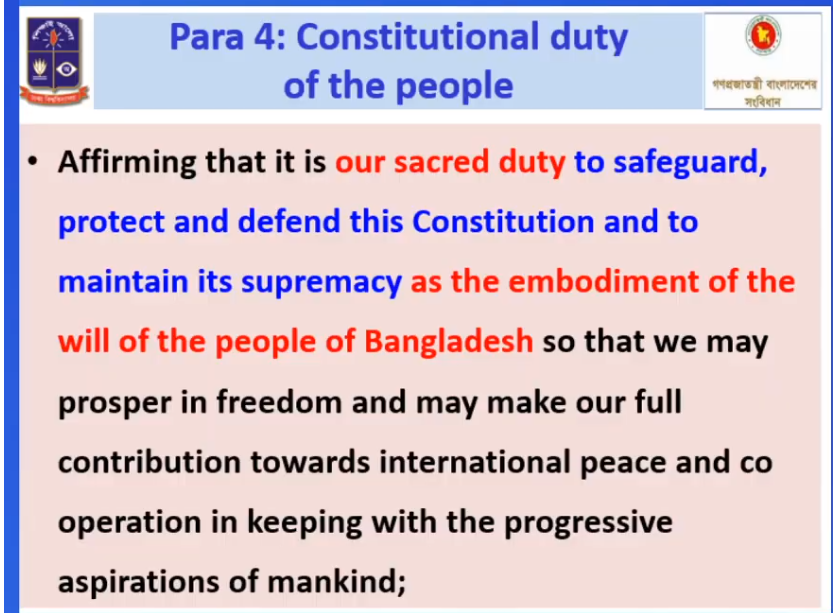 Para 4: Constitutional duty
of the people
গণপ্রজাতন্ত্রী বাংলাদেশের
সংবিধান
• Affirming that it is our sacred duty to safeguard,
protect and defend this Constitution and to
maintain its supremacy as the embodiment of the
will of the people of Bangladesh so that we may
prosper in freedom and may make our full
contribution towards international peace and co
operation in keeping with the progressive
aspirations of mankind;